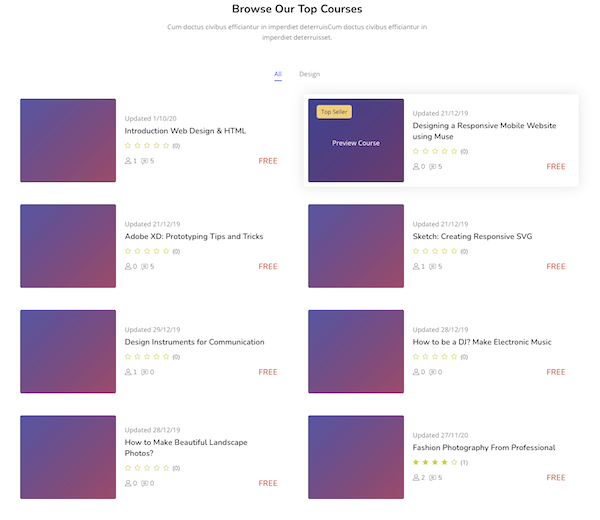 Browse Our Top Courses
Cum doctus civibus efficiantur in imperdiet deterruisCum doctus civibus efficiantur in
imperdiet deterruisset.
All
Design
Updated 1/10/20
Introduction Web Design & HTML
(0)
1 5
FREE
Top Seller
Preview Course
Updated 21/12/19
Designing a Responsive Mobile Website
using Muse
(0)
0 5
FREE
Updated 21/12/19
Adobe XD: Prototyping Tips and Tricks
(0)
0 5
FREE
Updated 21/12/19
Sketch: Creating Responsive SVG
(0)
1 5
FREE
Updated 29/12/19
Design Instruments for Communication
(0)
1 0
FREE
Updated 28/12/19
How to be a DJ? Make Electronic Music
(0)
0 0
FREE
Updated 28/12/19
How to Make Beautiful Landscape
Photos?
(0)
0 0
FREE
Updated 27/11/20
Fashion Photography From Professional
(1)
2 5
FREE